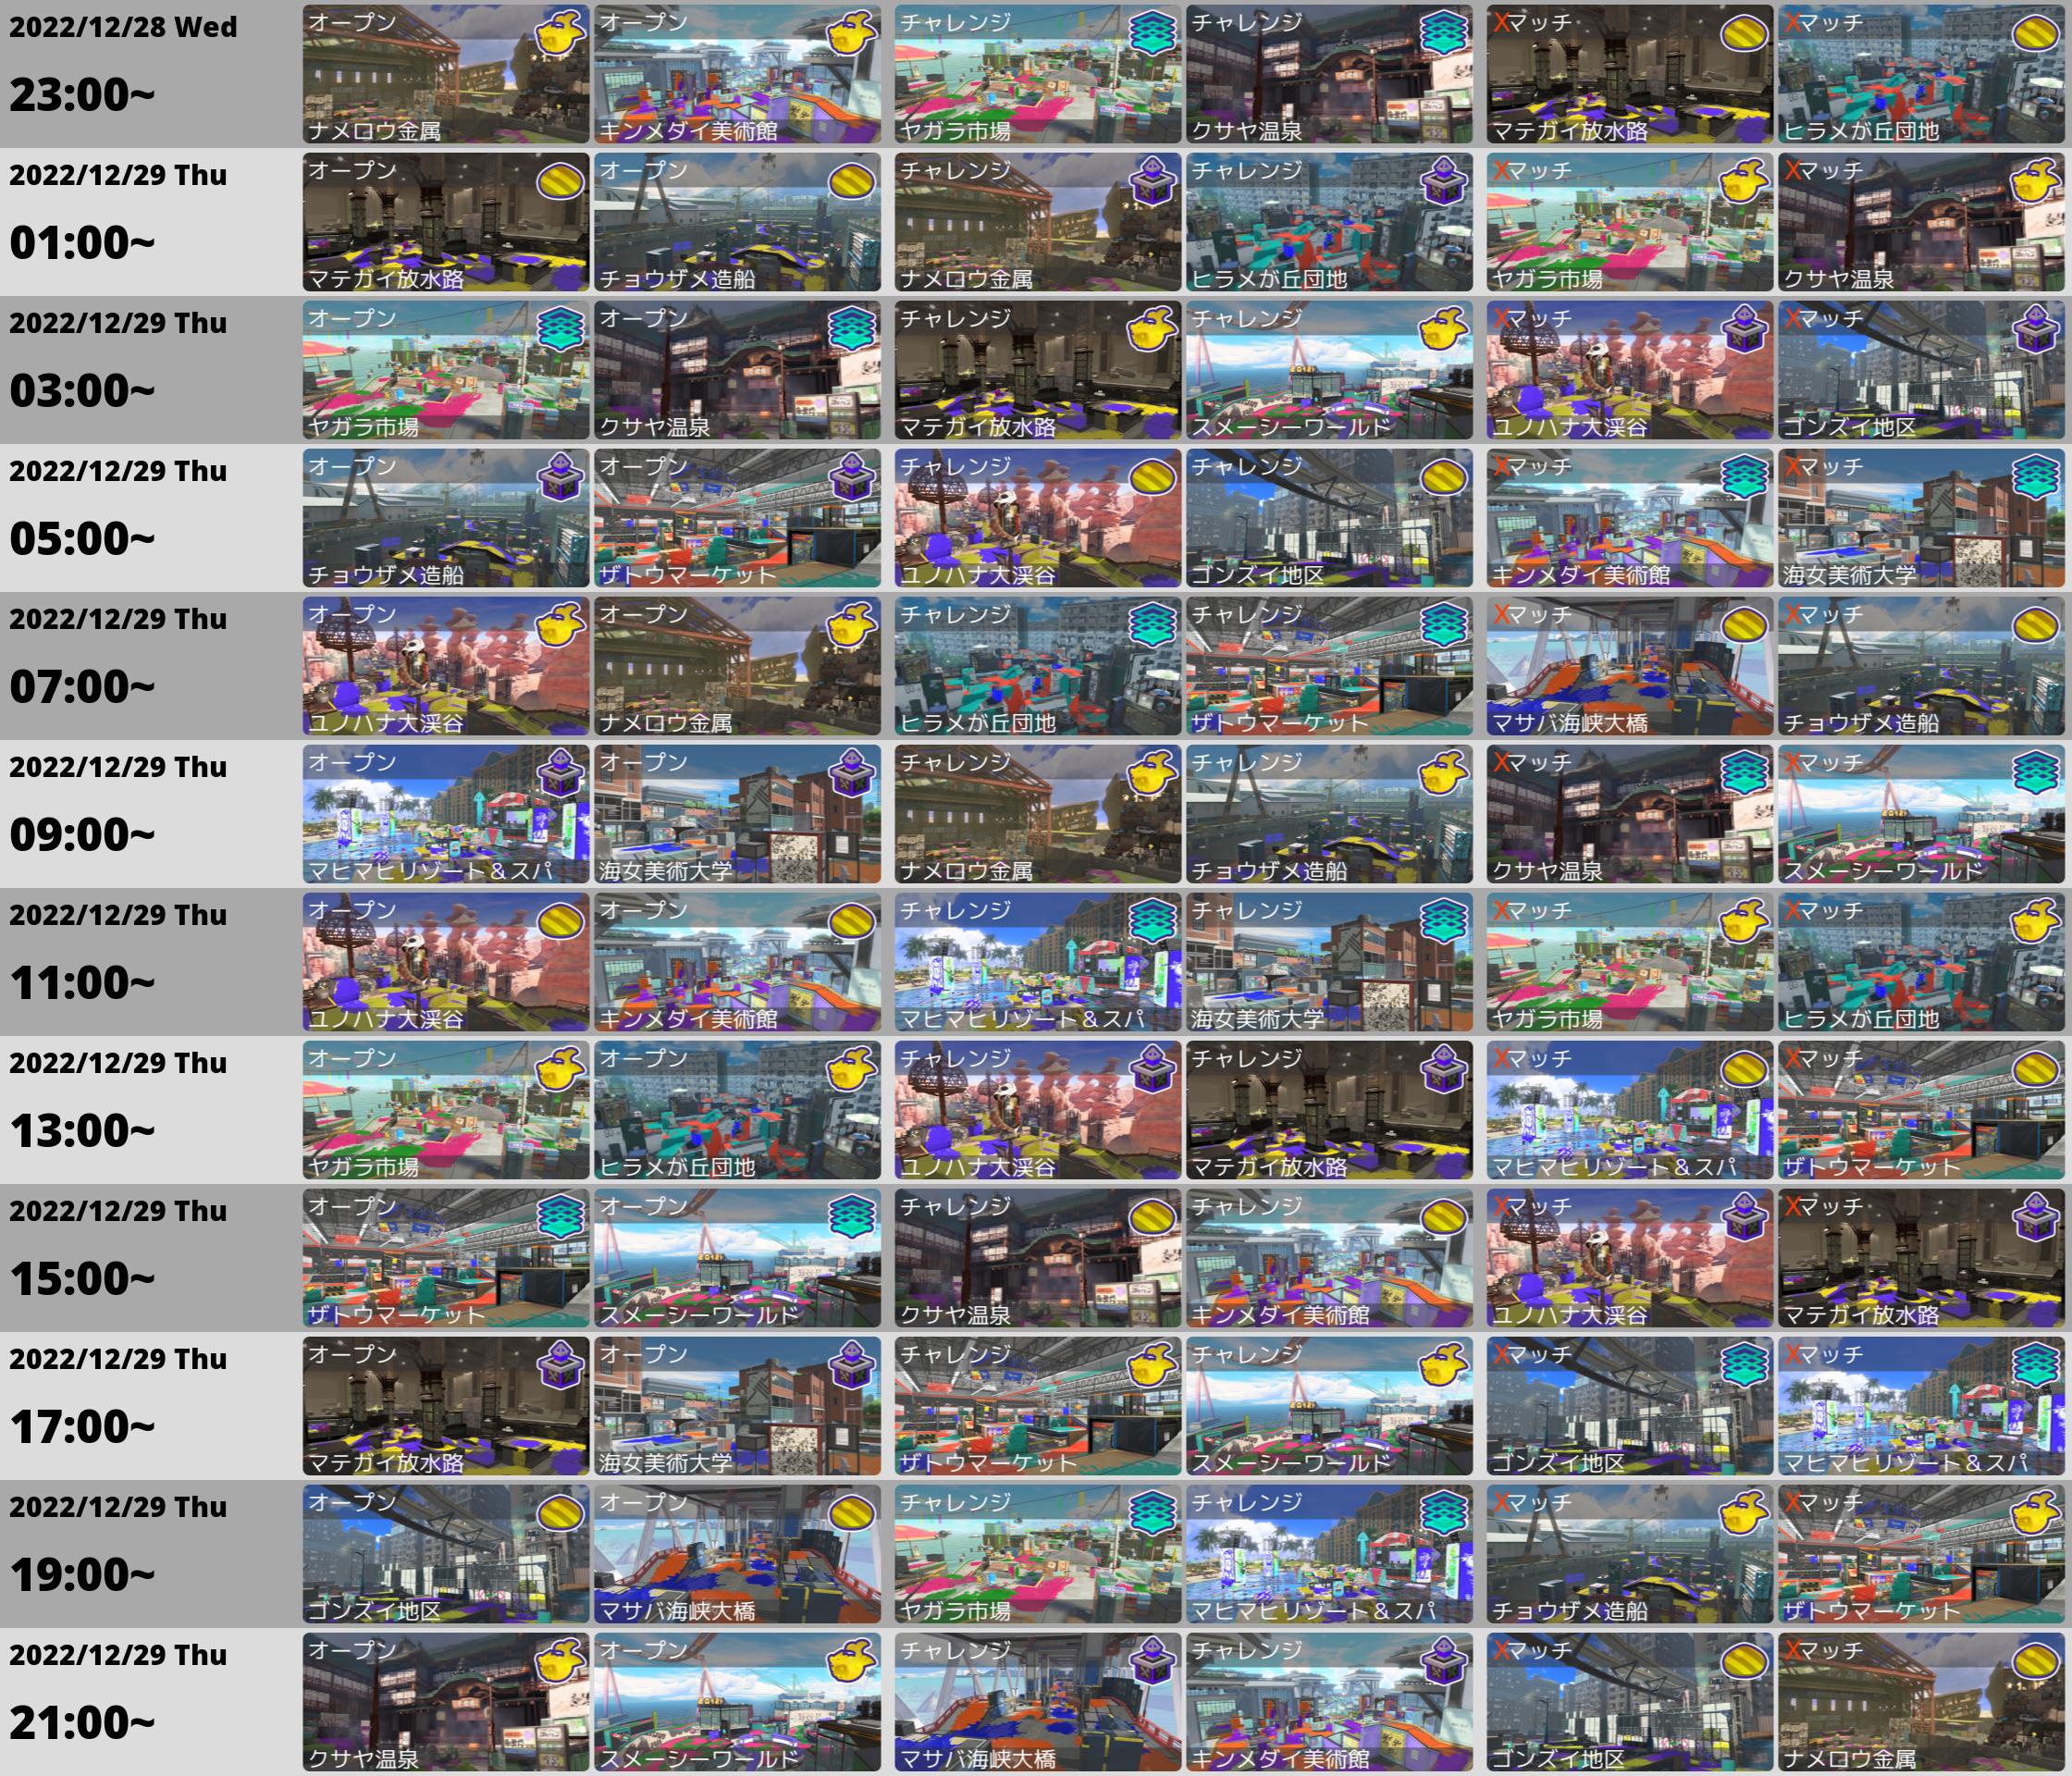 2022/12/28 Wed
23:00~
オープン
ナメロウ金属
オープン
キンメダイ美術館
チャレンジ
ヤガラ市場
チャレンジ
クサヤ温泉
Xマッチ
マテガイ放水路
Xマッチ
ヒラメが丘団地
2022/12/29 Thu
01:00~
オープン
マテガイ放水路
オープン
チョウザメ造船
チャレンジ
ナメロウ金属
チャレンジ
ヒラメが丘団地
Xマッチ
ヤガラ市場
Xマッチ
クサヤ温泉
2022/12/29 Thu
03:00~
オープン
ヤガラ市場
オープン
クサヤ温泉
チャレンジ
マテガイ放水路
チャレンジ
スメーシーワールド
Xマッチ
ユノハナ大渓谷
Xマッチ
ゴンズイ地区
2022/12/29 Thu
05:00~
オープン
チョウザメ造船
オープン
ザトウマーケット
チャレンジ
ユノハナ大渓谷
チャレンジ
ゴンズイ地区
Xマッチ
キンメダイ美術館
Xマッチ
海女美術大学
2022/12/29 Thu
07:00~
オープン
ユノハナ大渓谷
オープン
ナメロウ金属
チャレンジ
ヒラメが丘団地
チャレンジ
ザトウマーケット
Xマッチ
マサバ海峡大橋
Xマッチ
チョウザメ造船
2022/12/29 Thu
09:00~
オープン
マヒマヒリゾート＆スパ
オープン
海女美術大学
チャレンジ
ナメロウ金属
チャレンジ
チョウザメ造船
Xマッチ
クサヤ温泉
Xマッチ
スメーシーワールド
2022/12/29 Thu
11:00~
オープン
ユノハナ大渓谷
オープン
キンメダイ美術館
チャレンジ
マヒマヒリゾート＆スパ
チャレンジ
海女美術大学
Xマッチ
ヤガラ市場
Xマッチ
ヒラメが丘団地
2022/12/29 Thu
13:00~
オープン
ヤガラ市場
オープン
ヒラメが丘団地
チャレンジ
ユノハナ大渓谷
チャレンジ
マテガイ放水路
Xマッチ
マヒマヒリゾート＆スパ
Xマッチ
ザトウマーケット
2022/12/29 Thu
15:00~
オープン
ザトウマーケット
オープン
スメーシーワールド
チャレンジ
クサヤ温泉
チャレンジ
キンメダイ美術館
Xマッチ
ユノハナ大渓谷
Xマッチ
マテガイ放水路
2022/12/29 Thu
17:00~
オープン
マテガイ放水路
オープン
海女美術大学
チャレンジ
ザトウマーケット
チャレンジ
スメーシーワールド
Xマッチ
ゴンズイ地区
Xマッチ
マヒマヒリゾート＆スパ
2022/12/29 Thu
19:00~
オープン
ゴンズイ地区
オープン
マサバ海峡大橋
チャレンジ
ヤガラ市場
チャレンジ
マヒマヒリゾート＆スパ
Xマッチ
チョウザメ造船
Xマッチ
ザトウマーケット
2022/12/29 Thu
21:00~
オープン
クサヤ温泉
オープン
スメーシーワールド
チャレンジ
マサバ海峡大橋
チャレンジ
キンメダイ美術館
Xマッチ
ゴンズイ地区
Xマッチ
ナメロウ金属